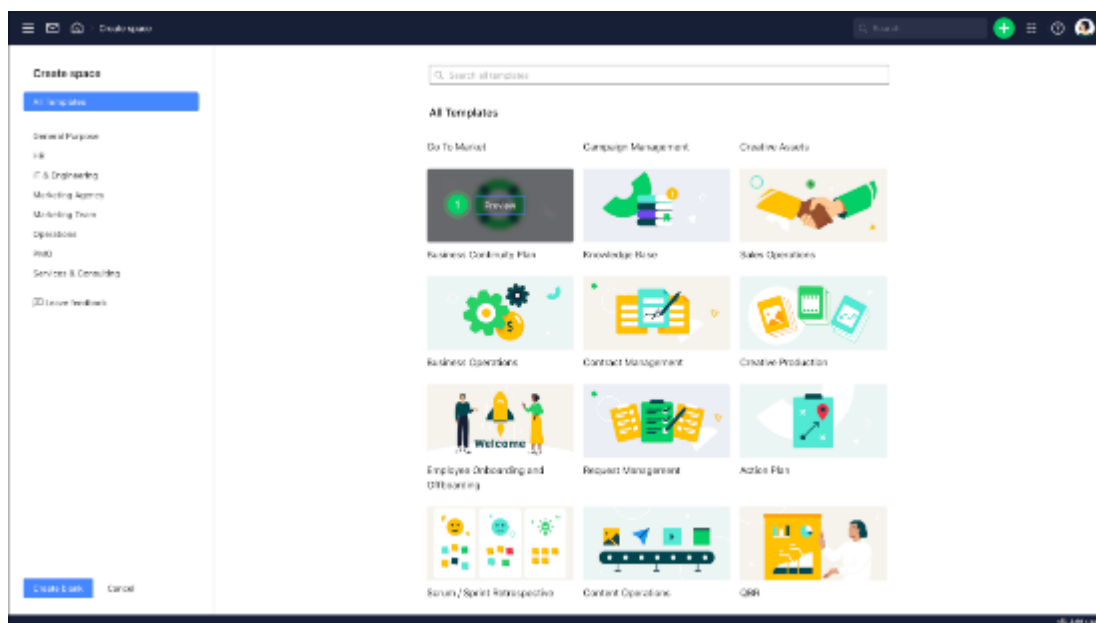 Create space
Search
Create space
All Templates
General Purpose
HR
IT & Engineering
Marketing Agency
Marketing Team
Operations
PMO
Services & Consulting
Leave feedback
Create blank
Cancel
Search all templates
All Templates
Go To Market
Campaign Management
Creative Assets
1
Preview
Business Continuity Plan
Knowledge Base
Sales Operations
Business Operations
Contract Management
Creative Production
Welcome
Employee Onboarding and
Offboarding
Request Management
Action Plan
Scrum / Sprint Retrospective
Content Operations
QBR